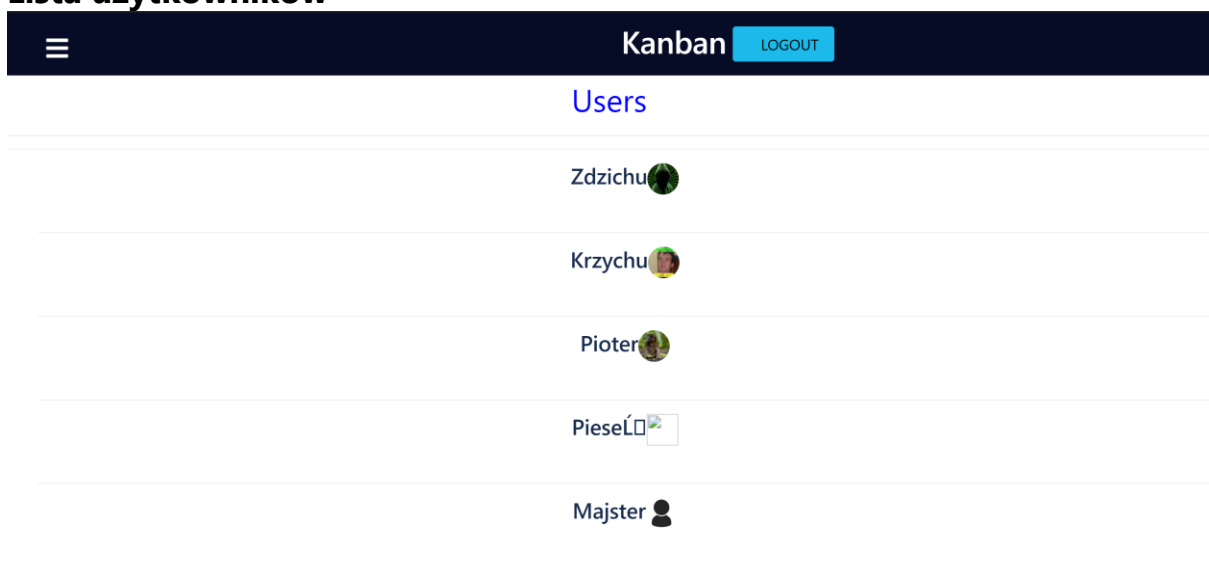 Lista użytkowników
Kanban LOGOUT
Users
Zdzichu
Krzychu
Pioter
PieseĹ
Majster